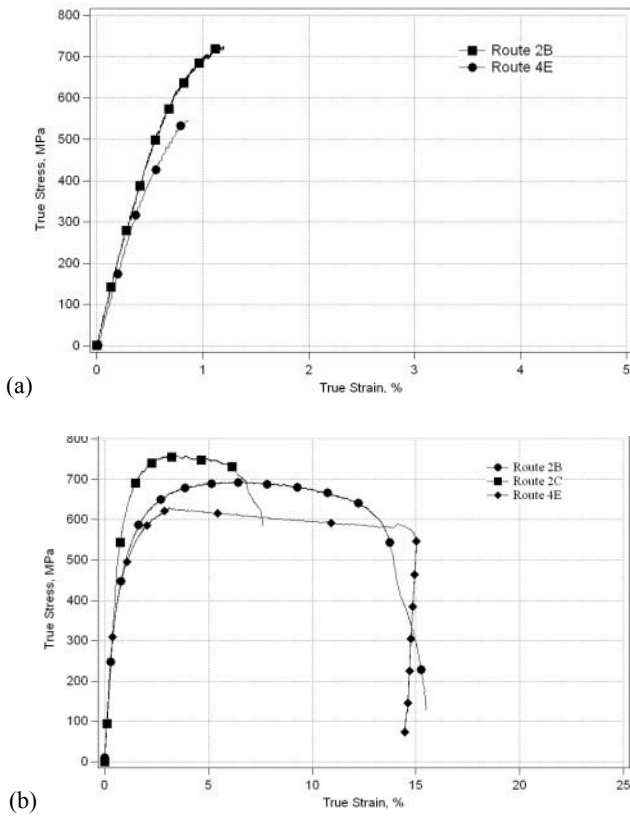 800
700
600
500
400
300
200
100
0
True Stress, MPa
Route 2B
Route 4E
0 1 2 3 4 5
True Strain, %
(a)
800
700
600
500
400
300
200
100
0
True Stress, MPa
Route 2B
Route 2C
Route 4E
0 5 10 15 20 25
True Strain, %
(b)